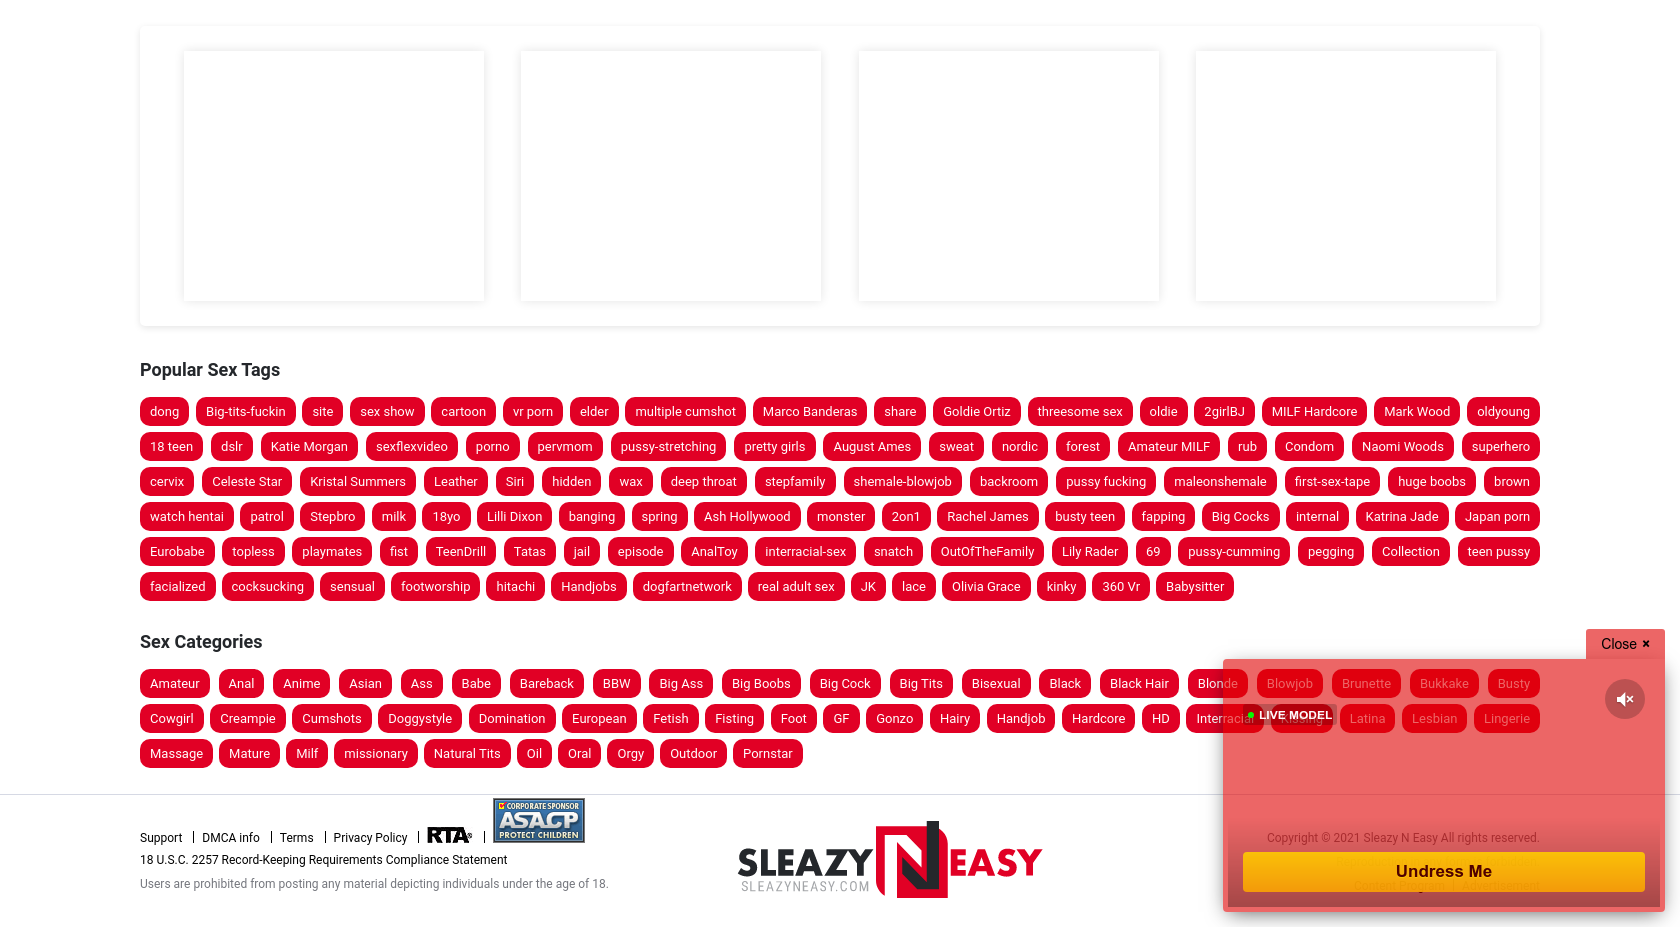 Popular Sex Tags
dong Big-tits-fuckin site sex show cartoon vr porn elder multiple cumshot Marco Banderas share Goldie Ortiz threesome sex oldie 2girlBJ MILF Hardcore Mark Wood oldyoung
18 teen dslr Katie Morgan sexflexvideo porno pervmom pussy-stretching pretty girls August Ames sweat nordic forest Amateur MILF rub Condom Naomi Woods superhero
cervix Celeste Star Kristal Summers Leather Siri hidden wax deep throat stepfamily shemale-blowjob backroom pussy fucking maleonshemale first-sex-tape huge boobs brown
watch hentai patrol Stepbro milk 18yo Lilli Dixon banging spring Ash Hollywood monster 2on1 Rachel James busty teen fapping Big Cocks internal Katrina Jade Japan porn
Eurobabe topless playmates fist TeenDrill Tatas jail episode AnalToy interracial-sex snatch OutOfTheFamily Lily Rader 69 pussy-cumming pegging Collection teen pussy
facialized cocksucking sensual footworship hitachi Handjobs dogfartnetwork real adult sex JK lace Olivia Grace kinky 360 Vr Babysitter
Sex Categories
Close ×
Amateur Anal Anime Asian Ass Babe Bareback BBW Big Ass Big Boobs Big Cock Big Tits Bisexual Black Black Hair Blonde Blowjob Brunette Bukkake Busty
Cowgirl Creampie Cumshots Doggystyle Domination European Fetish Fisting Foot GF Gonzo Hairy Handjob Hardcore HD Interracial Kissing Latina Lesbian Lingerie
LIVE MODEL
Massage Mature Milf missionary Natural Tits Oil Oral Orgy Outdoor Pornstar
CORPORATE SPONSOR
ASACP
PROTECT CHILDREN
Support DMCA info Terms Privacy Policy RTA
18 U.S.C. 2257 Record-Keeping Requirements Compliance Statement
Users are prohibited from posting any material depicting individuals under the age of 18.
SLEAZY N EASY
SLEAZYNEASY.COM
Copyright © 2021 Sleazy N Easy All rights reserved.
Undress Me